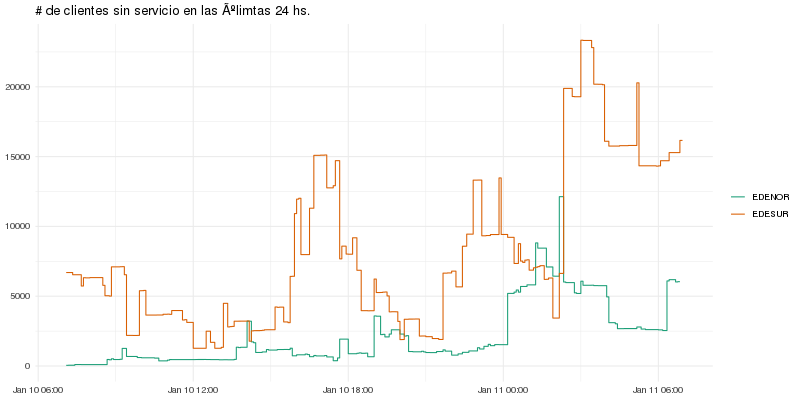 # de clientes sin servicio en las Ãºlimtas 24 hs.
20000
15000
10000
5000
0
Jan 10 06:00
Jan 10 12:00
Jan 10 18:00
Jan 11 00:00
Jan 11 06:00
EDENOR
EDESUR